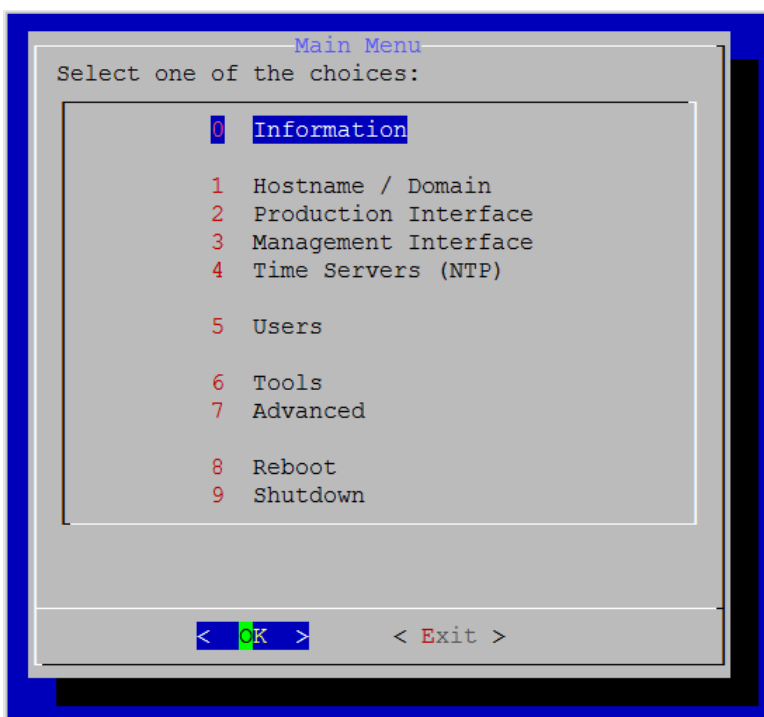 Main Menu
Select one of the choices:
0 Information
1 Hostname / Domain
2 Production Interface
3 Management Interface
4 Time Servers (NTP)
5 Users
6 Tools
7 Advanced
8 Reboot
9 Shutdown
< OK > < Exit >